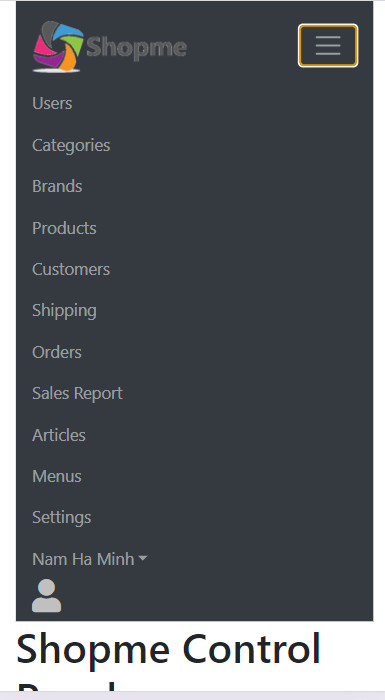 Shopme
Users
Categories
Brands
Products
Customers
Shipping
Orders
Sales Report
Articles
Menus
Settings
Nam Ha Minh
Shopme Control